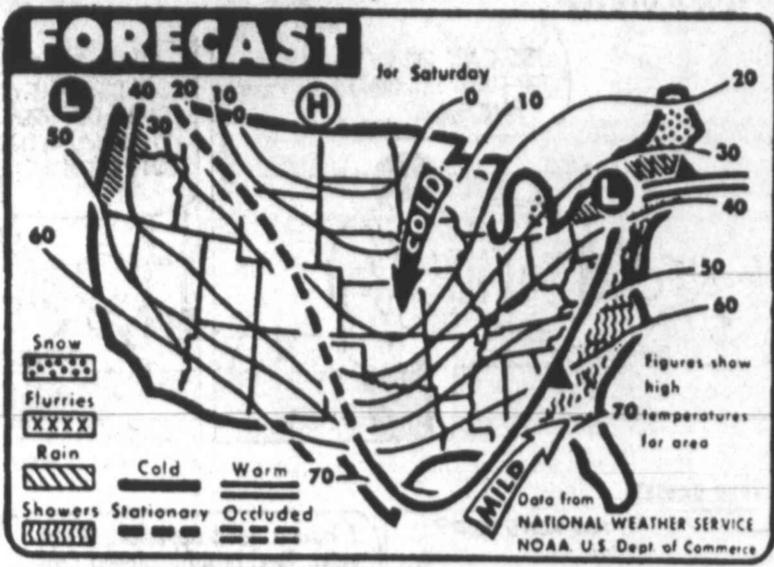 FORECAST
for Saturday
L
40 20 10
H
0 10 20
50
30
0
30
L
40
COLD
60
50
60
Snow
Flurries
XXXX
Rain
Showers
Cold Warm
Stationary Occluded
70
MILD
70
Figures show
high
temperatures
for area
Data from
NATIONAL WEATHER SERVICE
NOAA. U.S. Dept. of Commerce